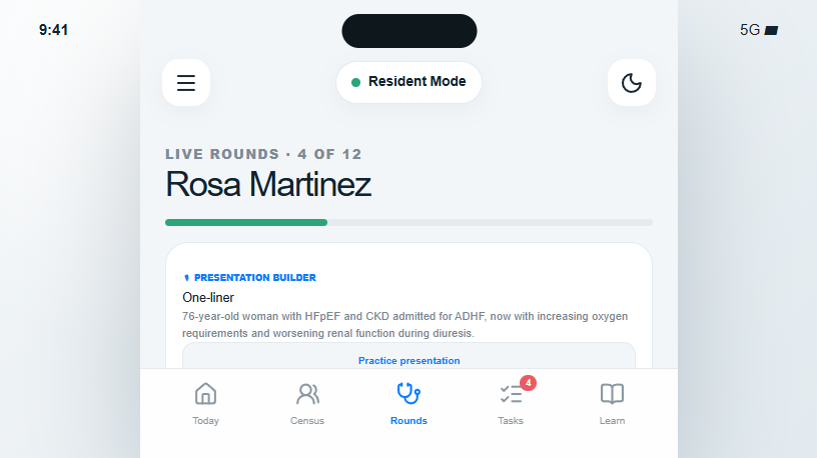 9:41
5G
Resident Mode
LIVE ROUNDS · 4 OF 12
Rosa Martinez
PRESENTATION BUILDER
One-liner
76-year-old woman with HFpEF and CKD admitted for ADHF, now with increasing oxygen
requirements and worsening renal function during diuresis.
Practice presentation
4
Today
Census
Rounds
Tasks
Learn